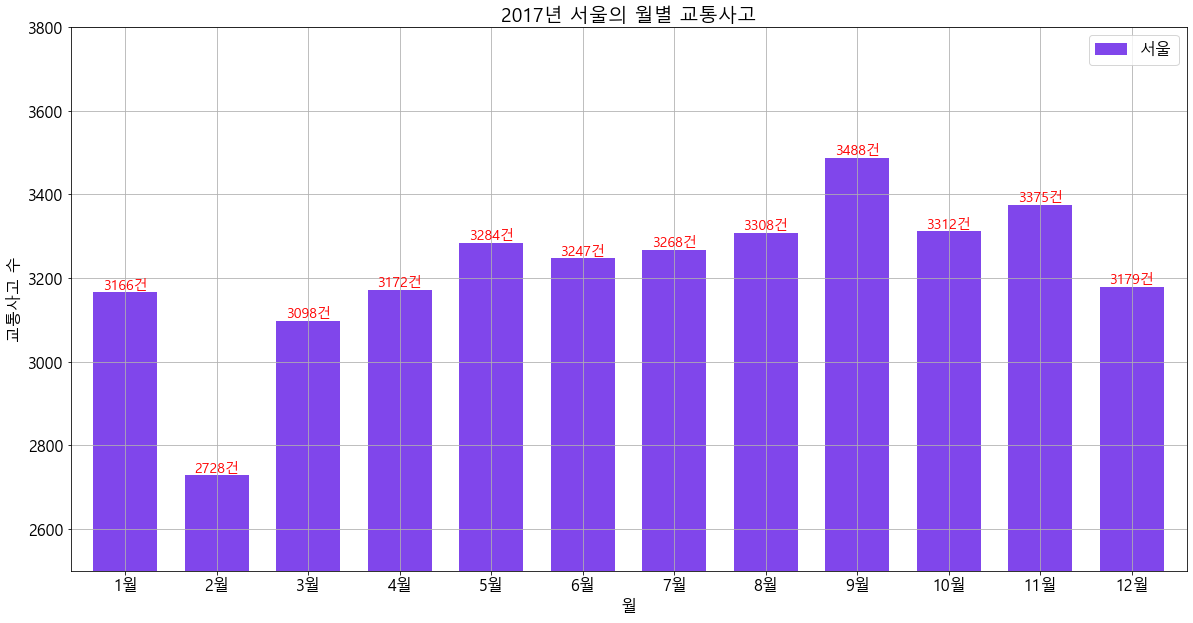 2017년 서울의 월별 교통사고
서울
교통사고 수
3800
3600
3400
3200
3000
2800
2600
3166건
2728건
3098건
3172건
3284건
3247건
3268건
3308건
3488건
3312건
3375건
3179건
1월 2월 3월 4월 5월 6월 7월 8월 9월 10월 11월 12월
월